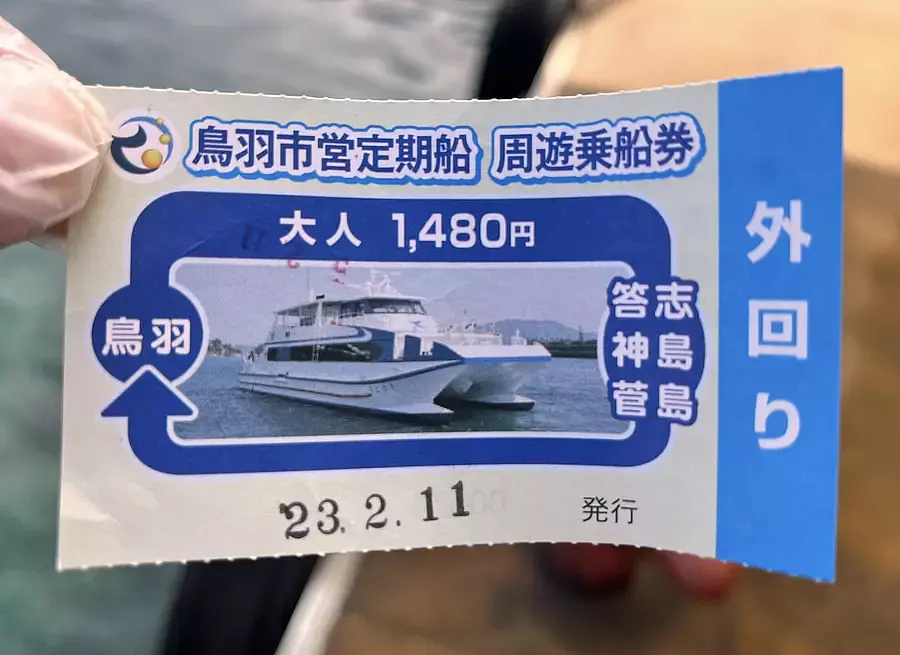 鳥羽市営定期船 周遊乗船券
大人 1,480円
鳥羽
答志
神島
菅島
'23.2.11
発行
外回り